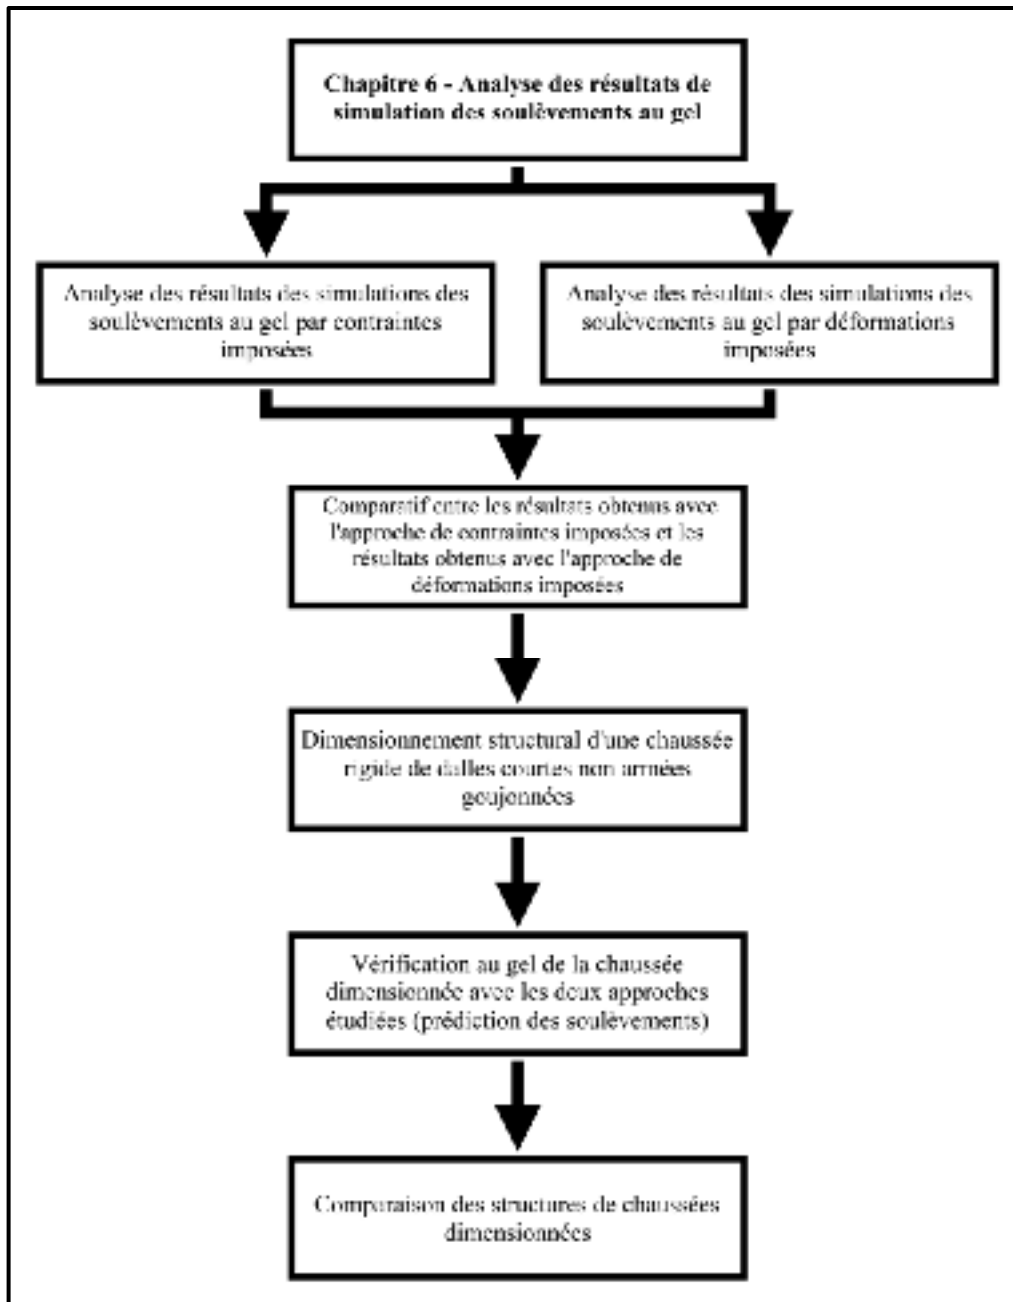 Chapitre 6 - Analyse des résultats de
simulation des soulèvements au gel
Analyse des résultats des simulations des
soulèvements au gel par contraintes
imposées
Analyse des résultats des simulations des
soulèvements au gel par déformations
imposées
Comparatif entre les résultats obtenus avec
l'approche de contraintes imposées et les
résultats obtenus avec l'approche de
déformations imposées
Dimensionnement structural d'une chaussée
rigide de dalles courtes non armées
goujonnées
Vérification au gel de la chaussée
dimensionnée avec les deux approches
étudiées (prédiction des soulèvements)
Comparaison des structures de chaussées
dimensionnées